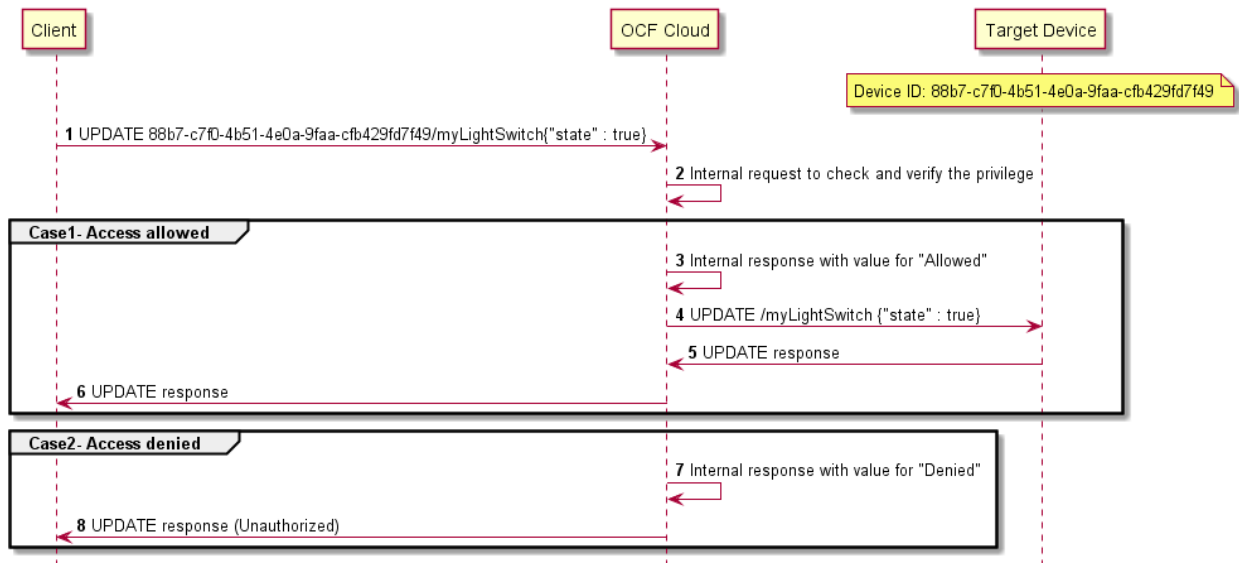 Client
OCF Cloud
Target Device
Device ID: 88b7-c7f0-4b51-4e0a-9faa-cfb429fd7f49
1 UPDATE 88b7-c7f0-4b51-4e0a-9faa-cfb429fd7f49/myLightSwitch{"state" : true}
2 Internal request to check and verify the privilege
Case1- Access allowed
3 Internal response with value for "Allowed"
4 UPDATE /myLightSwitch {"state" : true}
5 UPDATE response
6 UPDATE response
Case2- Access denied
7 Internal response with value for "Denied"
8 UPDATE response (Unauthorized)